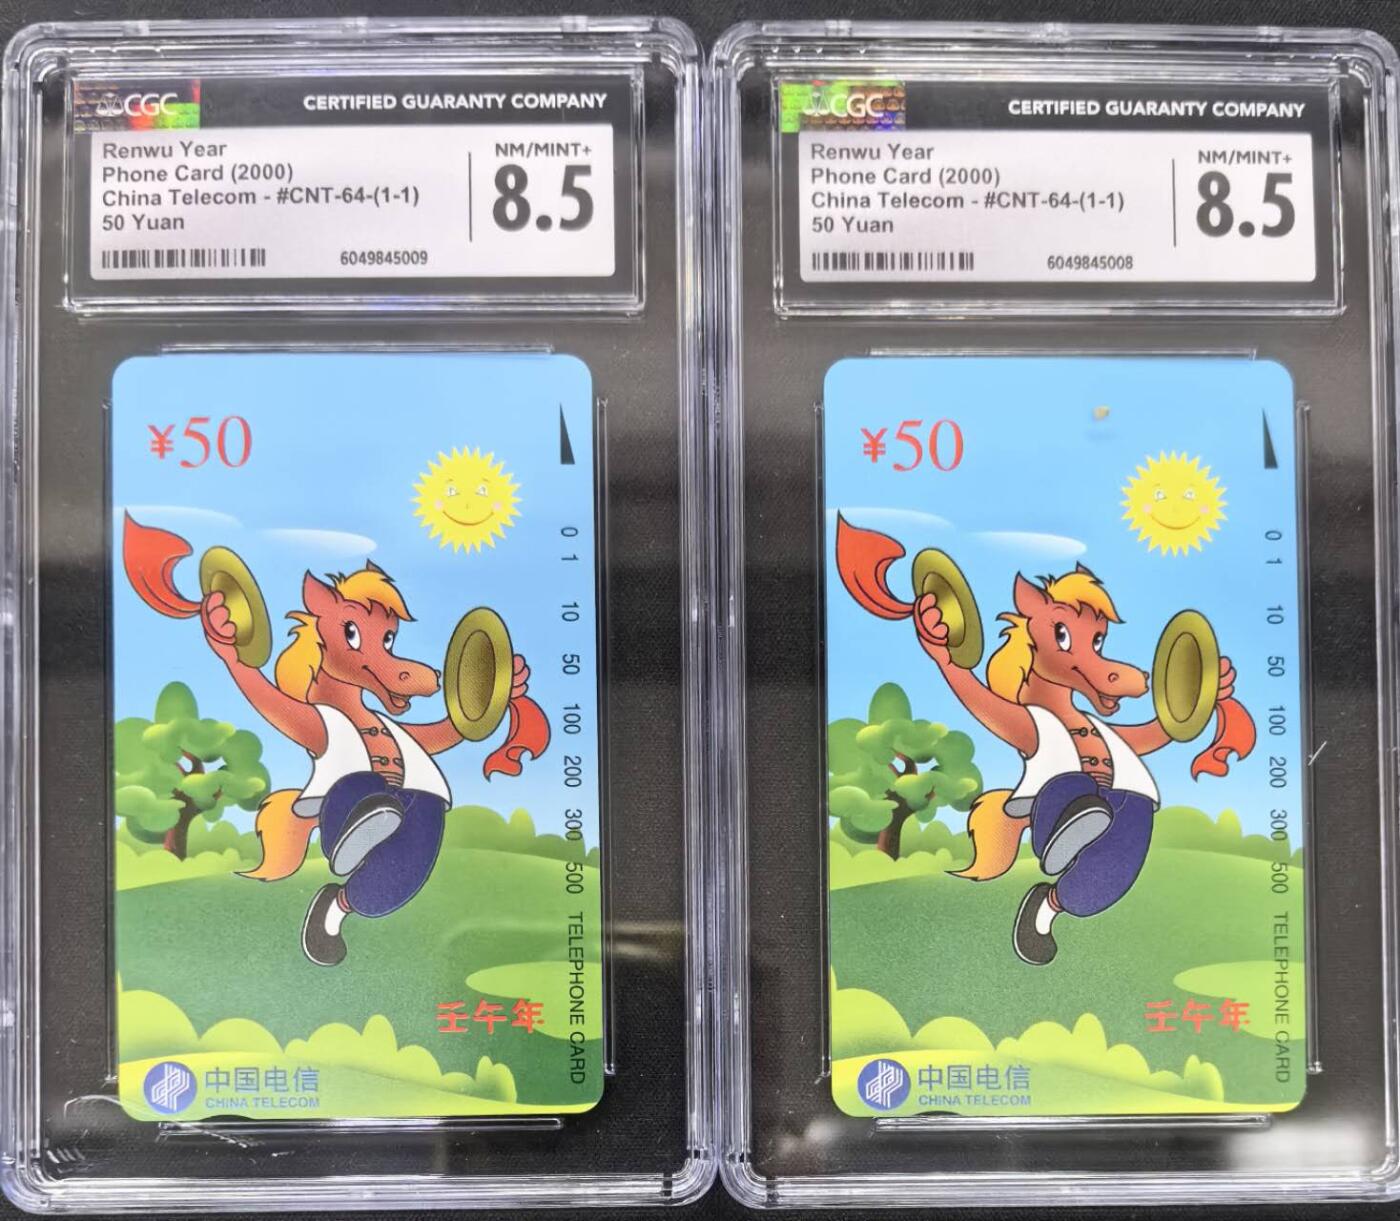 CGC
CERTIFIED GUARANTY COMPANY
Renwu Year
Phone Card (2000)
China Telecom - #CNT-64-(1-1)
50 Yuan
NM/MINT+
8.5
6049845009
¥50
0 1 10 50 100 200 300 500 TELEPHONE CARD
壬午年
中国电信
CHINA TELECOM
CGC
CERTIFIED GUARANTY COMPANY
Renwu Year
Phone Card (2000)
China Telecom - #CNT-64-(1-1)
50 Yuan
NM/MINT+
8.5
6049845008
¥50
0 1 10 50 100 200 300 500 TELEPHONE CARD
壬午年
中国电信
CHINA TELECOM